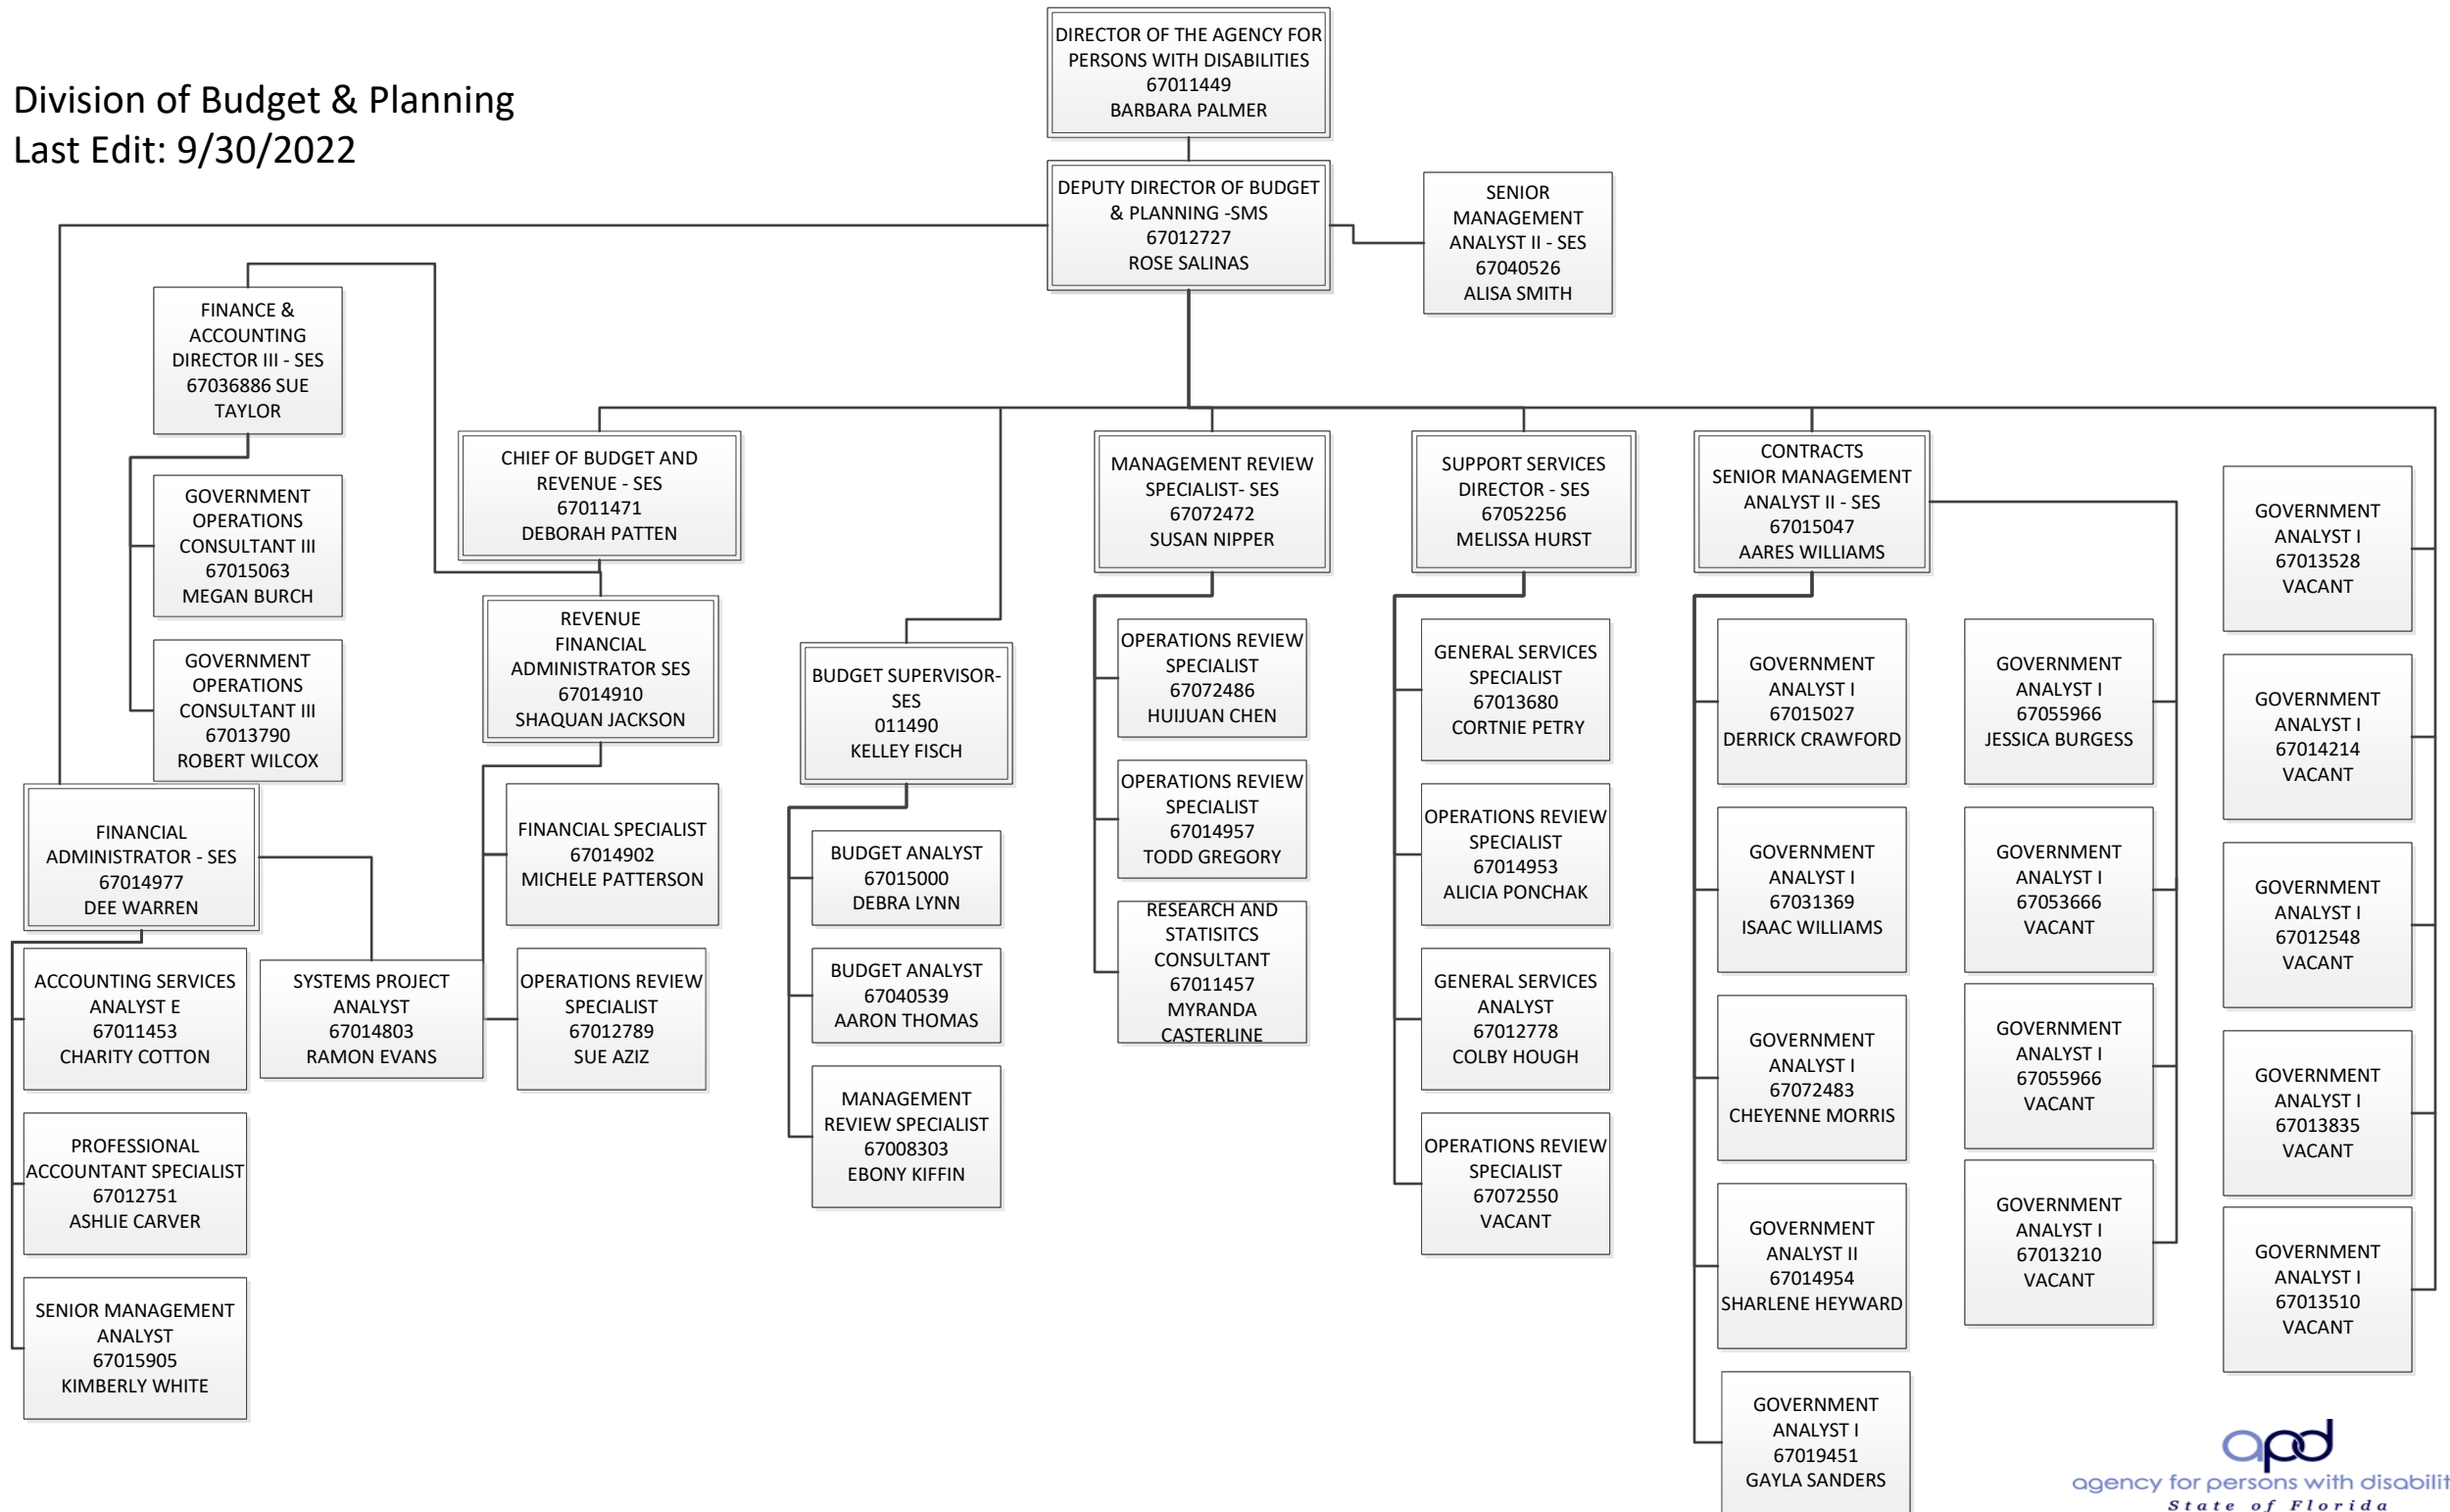 Division of Budget & Planning
Last Edit: 9/30/2022
DIRECTOR OF THE AGENCY FOR
PERSONS WITH DISABILITIES
67011449
BARBARA PALMER
DEPUTY DIRECTOR OF BUDGET
& PLANNING -SMS
67012727
ROSE SALINAS
SENIOR
MANAGEMENT
ANALYST II - SES
67040526
ALISA SMITH
FINANCE &
ACCOUNTING
DIRECTOR III - SES
67036886 SUE
TAYLOR
GOVERNMENT
OPERATIONS
CONSULTANT III
67015063
MEGAN BURCH
GOVERNMENT
OPERATIONS
CONSULTANT III
67013790
ROBERT WILCOX
FINANCIAL
ADMINISTRATOR - SES
67014977
DEE WARREN
ACCOUNTING SERVICES
ANALYST E
67011453
CHARITY COTTON
PROFESSIONAL
ACCOUNTANT SPECIALIST
67012751
ASHLIE CARVER
SENIOR MANAGEMENT
ANALYST
67015905
KIMBERLY WHITE
SYSTEMS PROJECT
ANALYST
67014803
RAMON EVANS
CHIEF OF BUDGET AND
REVENUE - SES
67011471
DEBORAH PATTEN
REVENUE
FINANCIAL
ADMINISTRATOR SES
67014910
SHAQUAN JACKSON
FINANCIAL SPECIALIST
67014902
MICHELE PATTERSON
OPERATIONS REVIEW
SPECIALIST
67012789
SUE AZIZ
BUDGET SUPERVISOR-
SES
011490
KELLEY FISCH
BUDGET ANALYST
67015000
DEBRA LYNN
BUDGET ANALYST
67040539
AARON THOMAS
MANAGEMENT
REVIEW SPECIALIST
67008303
EBONY KIFFIN
MANAGEMENT REVIEW
SPECIALIST- SES
67072472
SUSAN NIPPER
OPERATIONS REVIEW
SPECIALIST
67072486
HUIJUAN CHEN
OPERATIONS REVIEW
SPECIALIST
67014957
TODD GREGORY
RESEARCH AND
STATISITCS
CONSULTANT
67011457
MYRANDA
CASTERLINE
SUPPORT SERVICES
DIRECTOR - SES
67052256
MELISSA HURST
GENERAL SERVICES
SPECIALIST
67013680
CORTNIE PETRY
OPERATIONS REVIEW
SPECIALIST
67014953
ALICIA PONCHAK
GENERAL SERVICES
ANALYST
67012778
COLBY HOUGH
OPERATIONS REVIEW
SPECIALIST
67072550
VACANT
CONTRACTS
SENIOR MANAGEMENT
ANALYST II - SES
67015047
AARES WILLIAMS
GOVERNMENT
ANALYST I
67015027
DERRICK CRAWFORD
GOVERNMENT
ANALYST I
67031369
ISAAC WILLIAMS
GOVERNMENT
ANALYST I
67072483
CHEYENNE MORRIS
GOVERNMENT
ANALYST II
67014954
SHARLENE HEYWARD
GOVERNMENT
ANALYST I
67019451
GAYLA SANDERS
GOVERNMENT
ANALYST I
67055966
JESSICA BURGESS
GOVERNMENT
ANALYST I
67053666
VACANT
GOVERNMENT
ANALYST I
67055966
VACANT
GOVERNMENT
ANALYST I
67013210
VACANT
GOVERNMENT
ANALYST I
67013528
VACANT
GOVERNMENT
ANALYST I
67014214
VACANT
GOVERNMENT
ANALYST I
67012548
VACANT
GOVERNMENT
ANALYST I
67013835
VACANT
GOVERNMENT
ANALYST I
67013510
VACANT
apd
agency for persons with disabilit
State of Florida